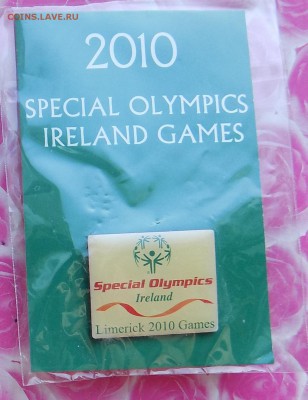 COINS.LAVE.RU
2010
SPECIAL OLYMPICS
IRELAND GAMES
Special Olympics
Ireland
Limerick 2010 Games